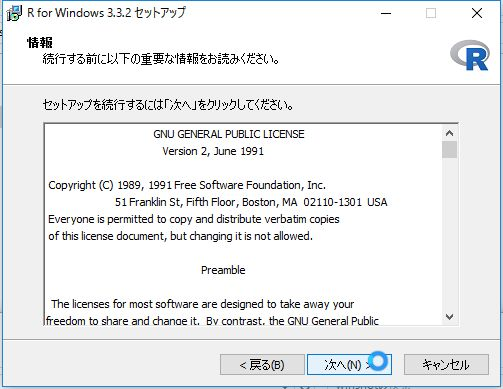 R for Windows 3.3.2 セットアップ
情報
続行する前に以下の重要な情報をお読みください。
R
セットアップを続行するには「次へ」をクリックしてください。
GNU GENERAL PUBLIC LICENSE
Version 2, June 1991
Copyright (C) 1989, 1991 Free Software Foundation, Inc.
51 Franklin St, Fifth Floor, Boston, MA 02110-1301 USA
Everyone is permitted to copy and distribute verbatim copies
of this license document, but changing it is not allowed.
Preamble
The licenses for most software are designed to take away your
freedom to share and change it. By contrast, the GNU General Public
< 戻る(B)
次へ(N) >
キャンセル